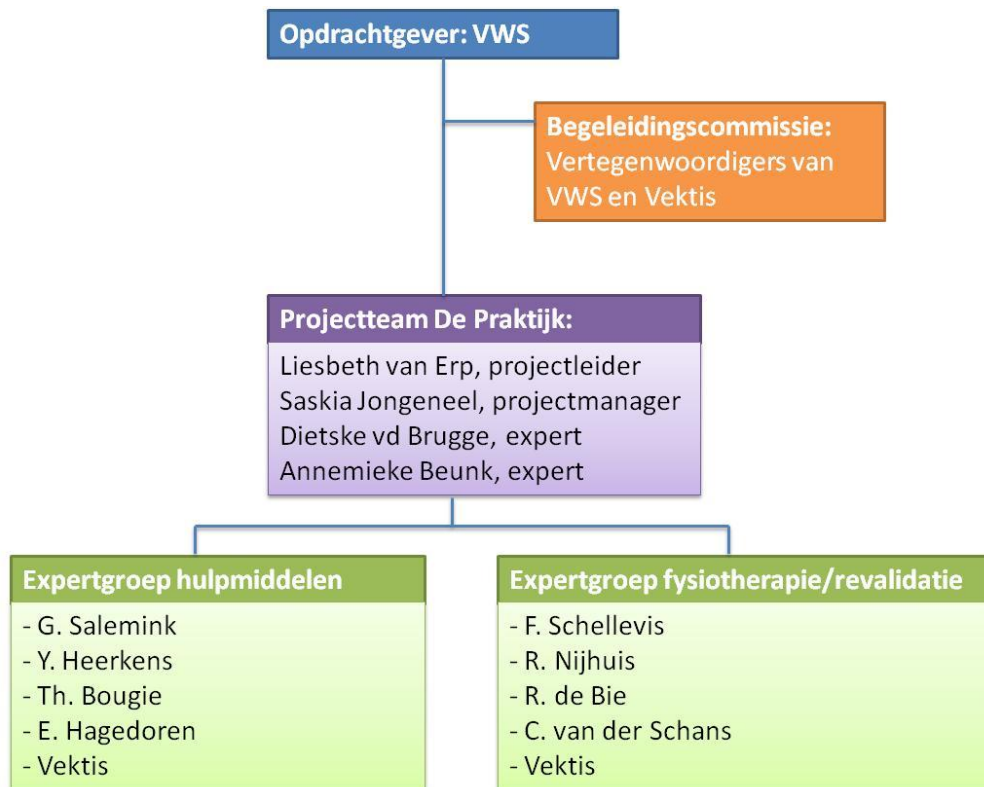 Opdrachtgever: VWS
Begeleidingscommissie:
Vertegenwoordigers van
VWS en Vektis
Projectteam De Praktijk:
Liesbeth van Erp, projectleider
Saskia Jongeneel, projectmanager
Dietske vd Brugge, expert
Annemieke Beunk, expert
Expertgroep hulpmiddelen
- G. Salemink
- Y. Heerkens
- Th. Bougie
- E. Hagedoren
- Vektis
Expertgroep fysiotherapie/revalidatie
- F. Schellevis
- R. Nijhuis
- R. de Bie
- C. van der Schans
- Vektis